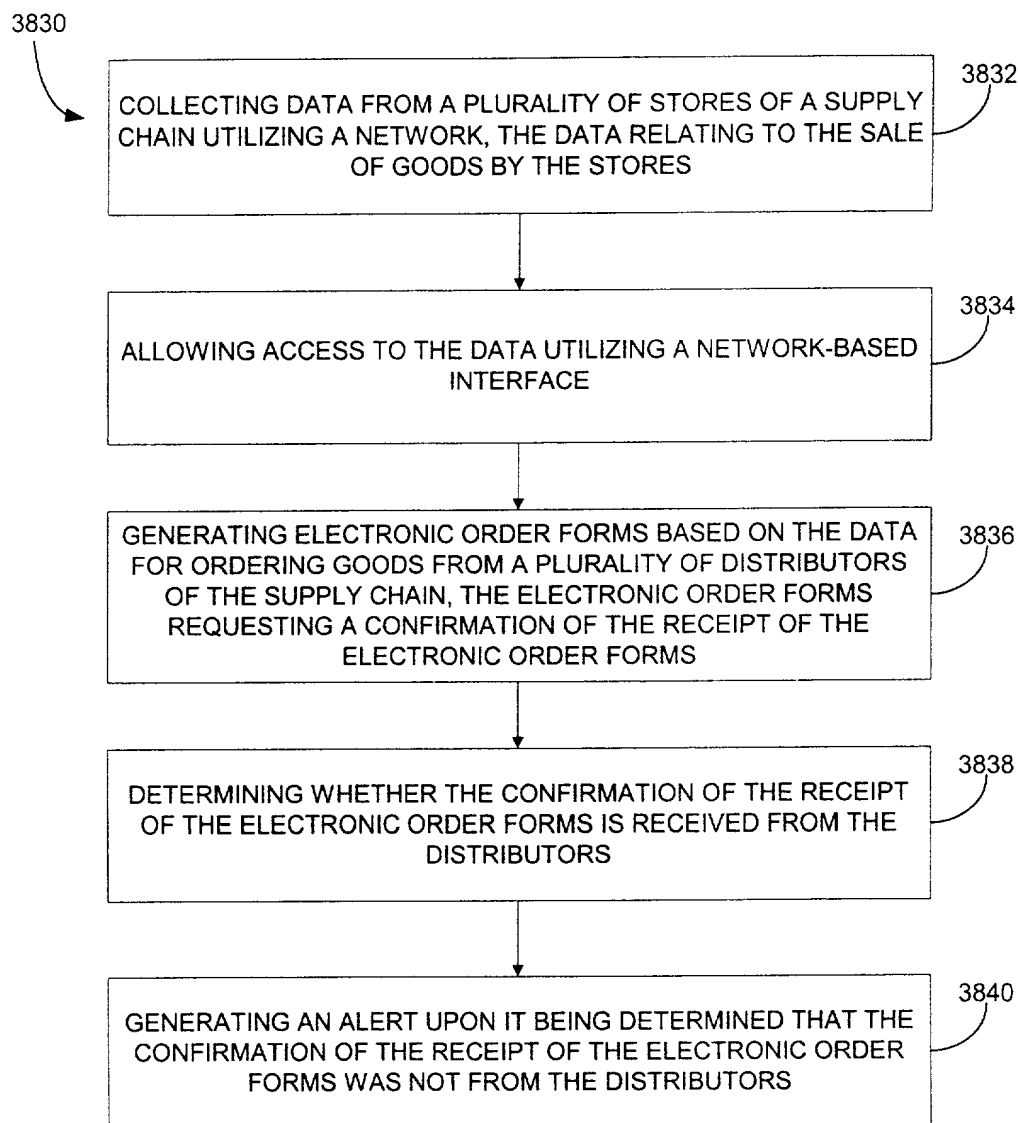 3830
3832
COLLECTING DATA FROM A PLURALITY OF STORES OF A SUPPLY
CHAIN UTILIZING A NETWORK, THE DATA RELATING TO THE SALE
OF GOODS BY THE STORES
3834
ALLOWING ACCESS TO THE DATA UTILIZING A NETWORK-BASED
INTERFACE
3836
GENERATING ELECTRONIC ORDER FORMS BASED ON THE DATA
FOR ORDERING GOODS FROM A PLURALITY OF DISTRIBUTORS
OF THE SUPPLY CHAIN, THE ELECTRONIC ORDER FORMS
REQUESTING A CONFIRMATION OF THE RECEIPT OF THE
ELECTRONIC ORDER FORMS
3838
DETERMINING WHETHER THE CONFIRMATION OF THE RECEIPT
OF THE ELECTRONIC ORDER FORMS IS RECEIVED FROM THE
DISTRIBUTORS
3840
GENERATING AN ALERT UPON IT BEING DETERMINED THAT THE
CONFIRMATION OF THE RECEIPT OF THE ELECTRONIC ORDER
FORMS WAS NOT FROM THE DISTRIBUTORS